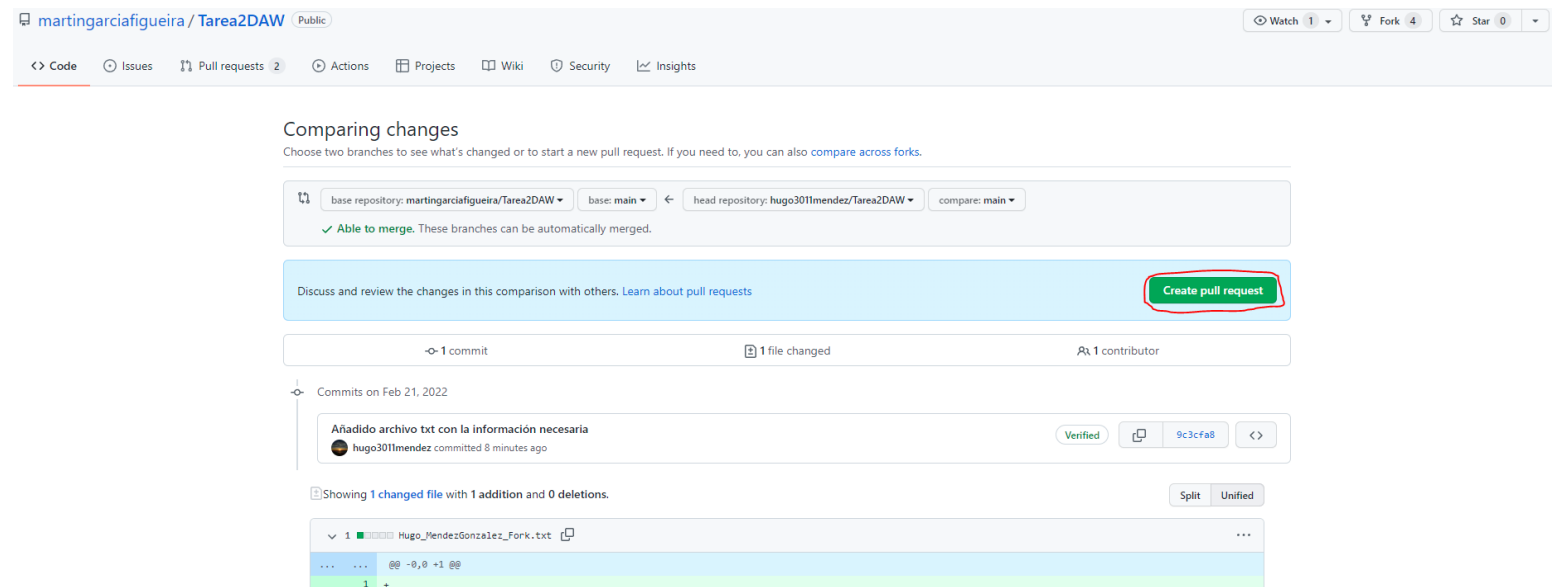 martingarciafigueira / Tarea2DAW Public Watch 1 Fork 4 Star 0
Code Issues Pull requests 2 Actions Projects Wiki Security Insights
Comparing changes
Choose two branches to see what's changed or to start a new pull request. If you need to, you can also compare across forks.
base repository: martingarciafigueira/Tarea2DAW base: main head repository: hugo3011mendez/Tarea2DAW compare: main
Able to merge. These branches can be automatically merged.
Discuss and review the changes in this comparison with others. Learn about pull requests Create pull request
1 commit 1 file changed 1 contributor
Commits on Feb 21, 2022
Añadido archivo txt con la información necesaria
hugo3011mendez committed 8 minutes ago Verified 9c3cfa8
Showing 1 changed file with 1 addition and 0 deletions. Split Unified
1 Hugo_MendezGonzalez_Fork.txt ...
... ... @@ -0,0 +1 @@
1 +